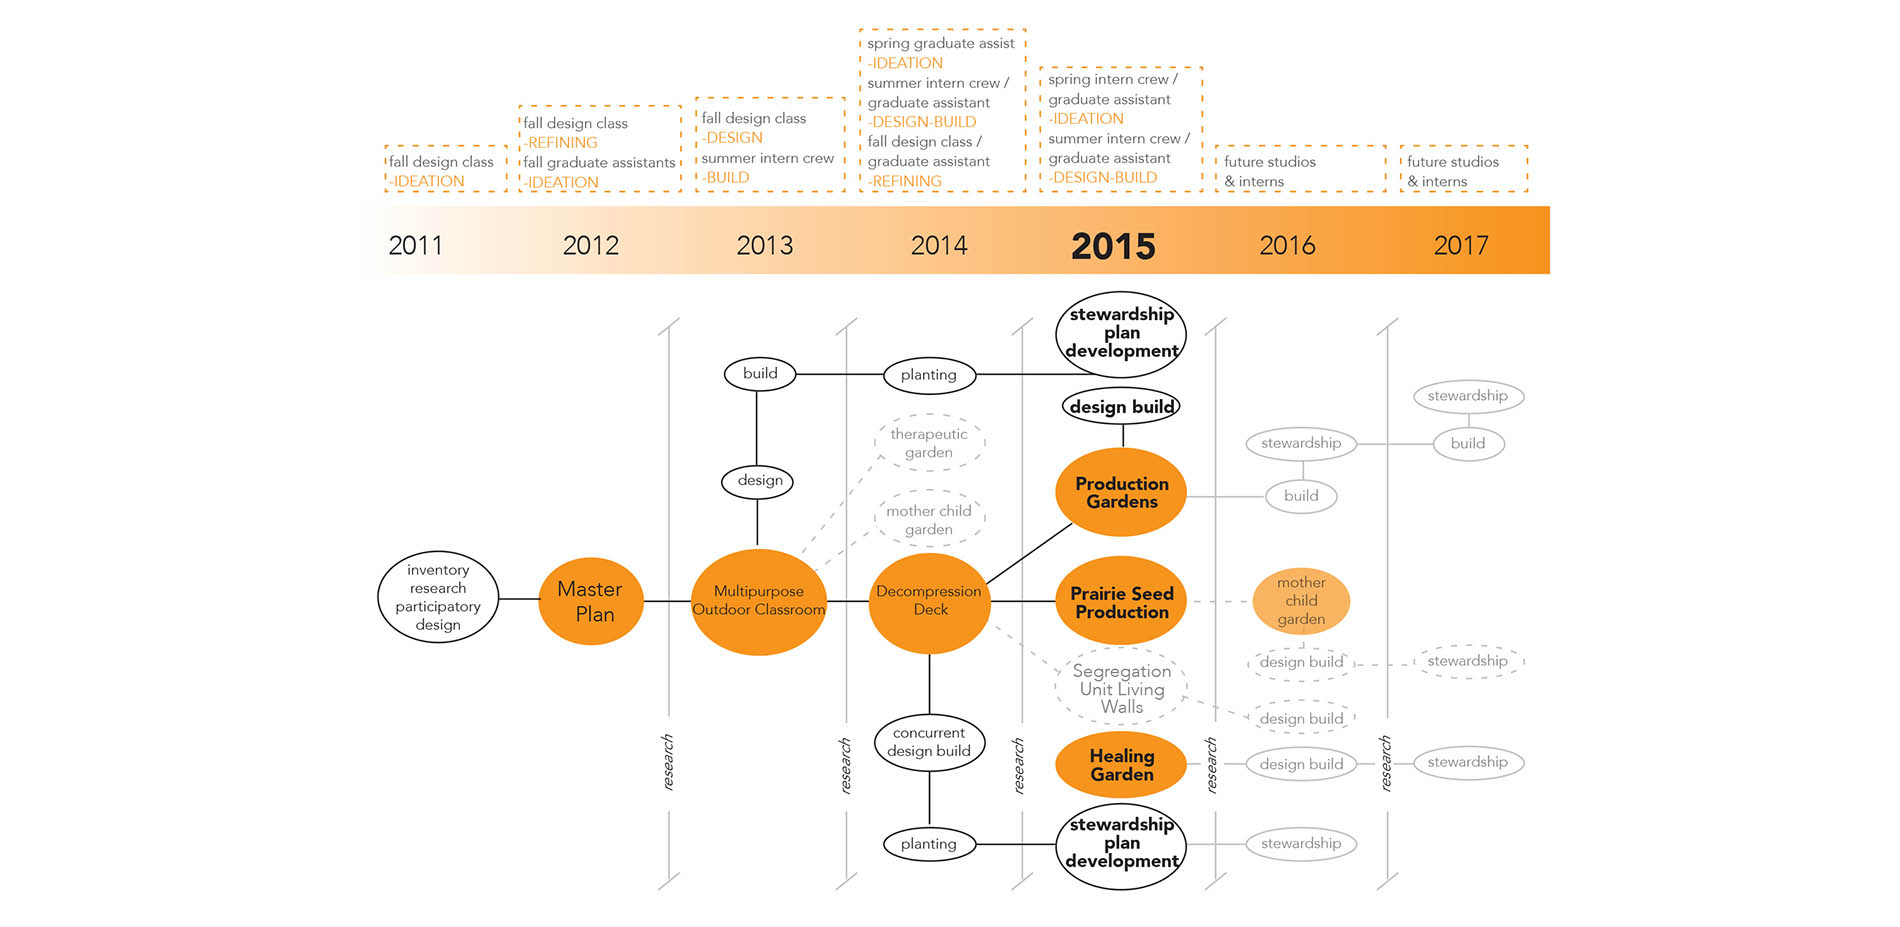 fall design class
-IDEATION
fall design class
-REFINING
fall graduate assistants
-IDEATION
fall design class
-DESIGN
summer intern crew
-BUILD
spring graduate assist
-IDEATION
summer intern crew /
graduate assistant
-DESIGN-BUILD
fall design class /
graduate assistant
-REFINING
spring intern crew /
graduate assistant
-IDEATION
summer intern crew /
graduate assistant
-DESIGN-BUILD
future studios
& interns
future studios
& interns
2011
2012
2013
2014
2015
2016
2017
inventory
research
participatory
design
Master
Plan
research
build
design
Multipurpose
Outdoor Classroom
research
planting
therapeutic
garden
mother child
garden
Decompression
Deck
concurrent
design build
planting
research
stewardship
plan
development
design build
Production
Gardens
Prairie Seed
Production
Segregation
Unit Living
Walls
Healing
Garden
stewardship
plan
development
research
stewardship
build
mother
child
garden
design build
design build
design build
stewardship
research
stewardship
build
stewardship
stewardship